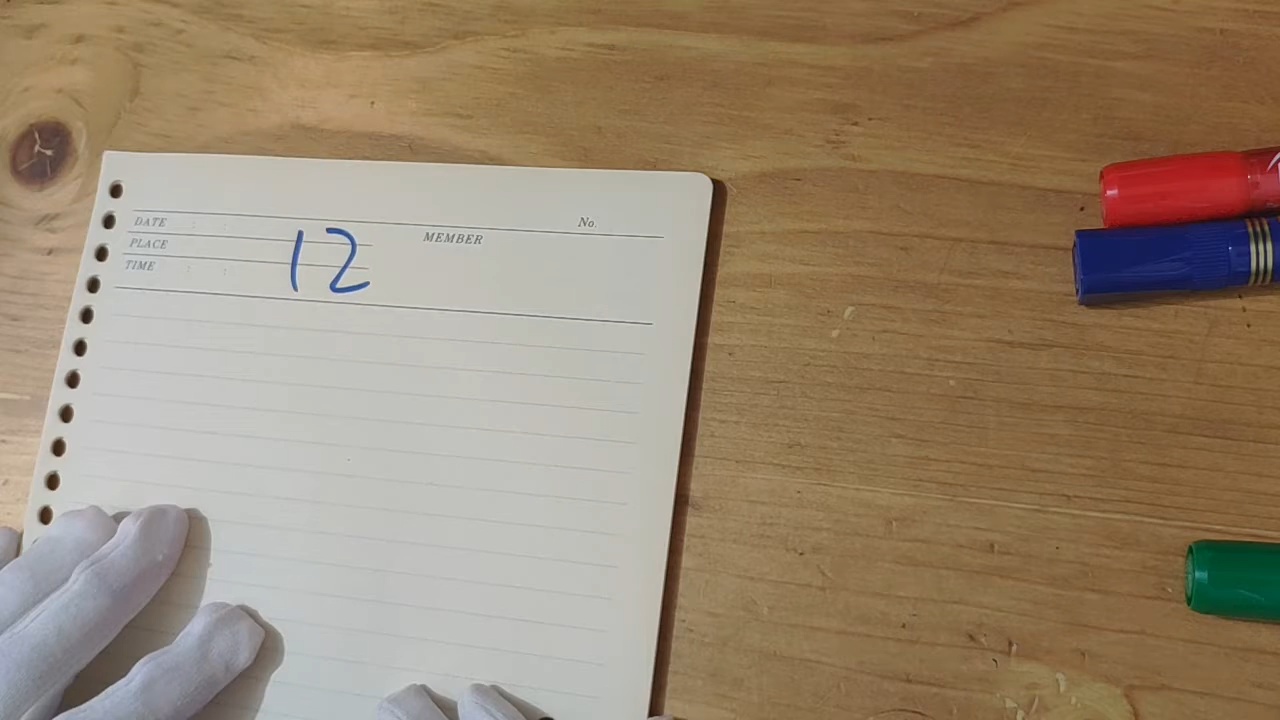 No.
DATE : :
MEMBER
PLACE
TIME : :
12